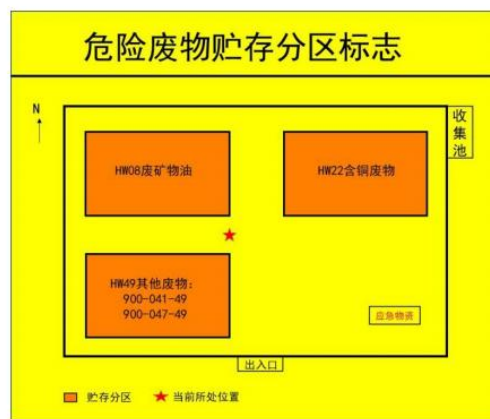 危险废物贮存分区标志
N
收集池
HW08废矿物油
HW22含铜废物
HW49其他废物：
900-041-49
900-047-49
应急物资
出入口
贮存分区
当前所处位置